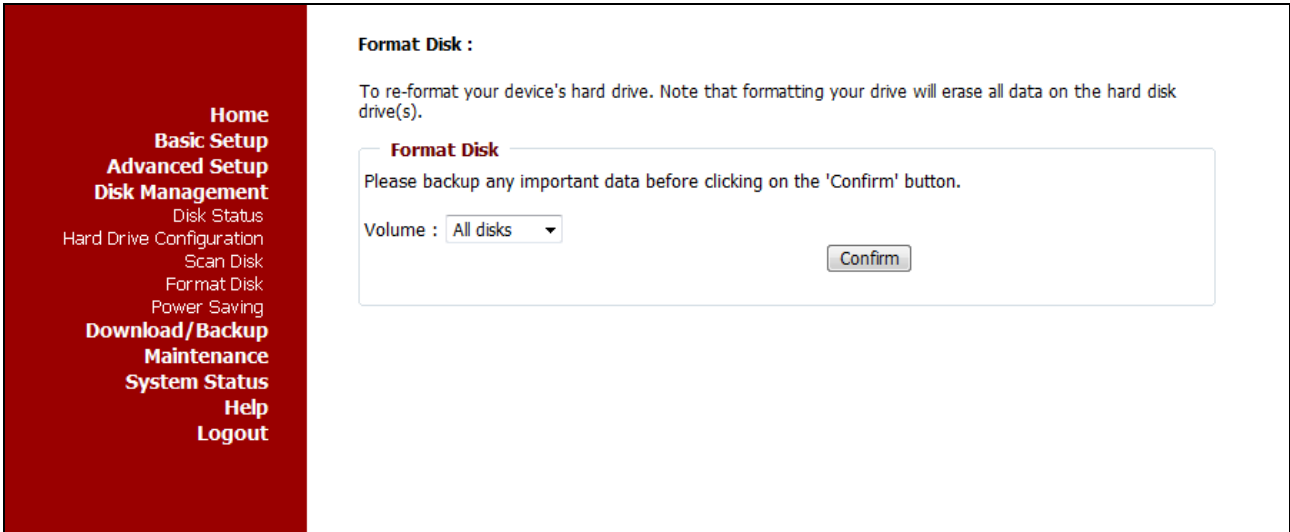 Home
Basic Setup
Advanced Setup
Disk Management
Disk Status
Hard Drive Configuration
Scan Disk
Format Disk
Power Saving
Download/Backup
Maintenance
System Status
Help
Logout
Format Disk :
To re-format your device's hard drive. Note that formatting your drive will erase all data on the hard disk
drive(s).
Format Disk
Please backup any important data before clicking on the 'Confirm' button.
Volume : All disks
Confirm